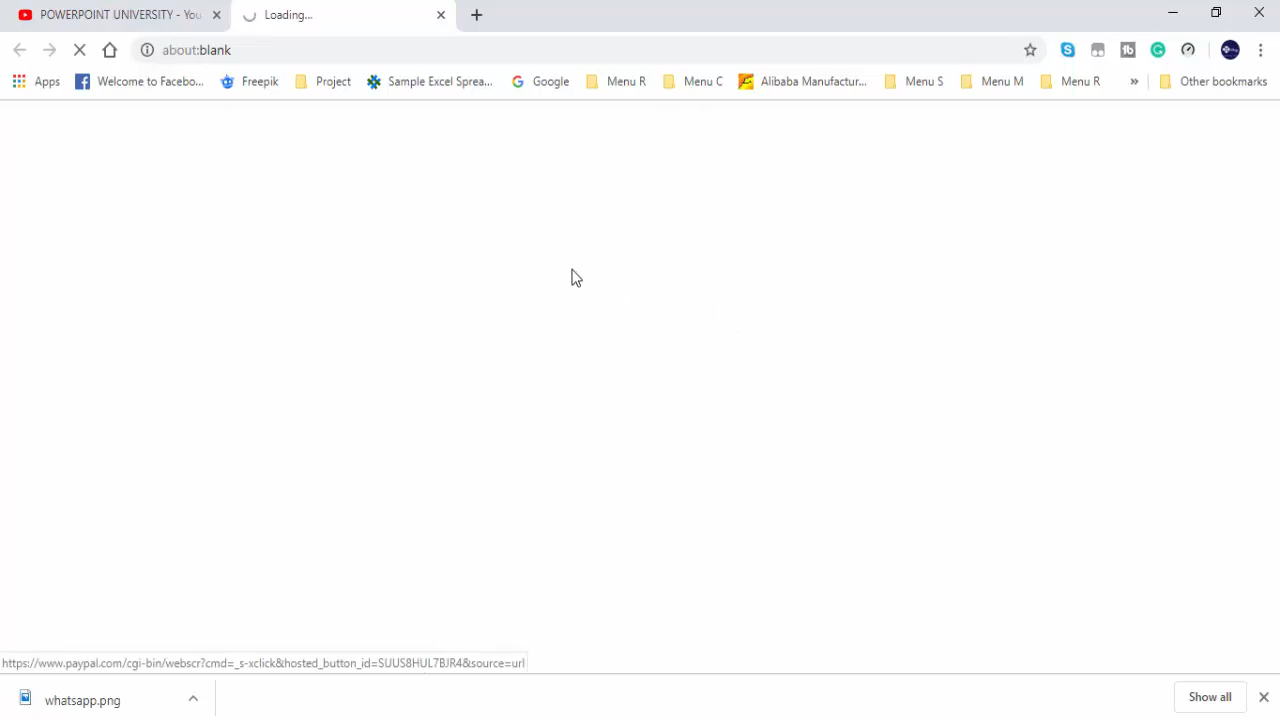 POWERPOINT UNIVERSITY - You
Loading...
about:blank
Apps
Welcome to Facebo...
Freepik
Project
Sample Excel Sprea...
Google
Menu R
Menu C
Alibaba Manufactur...
Menu S
Menu M
Menu R
»
Other bookmarks
https://www.paypal.com/cgi-bin/webscr?cmd=_s-xclick&hosted_button_id=SUUS8HUL7BJR4&source=url
whatsapp.png
Show all